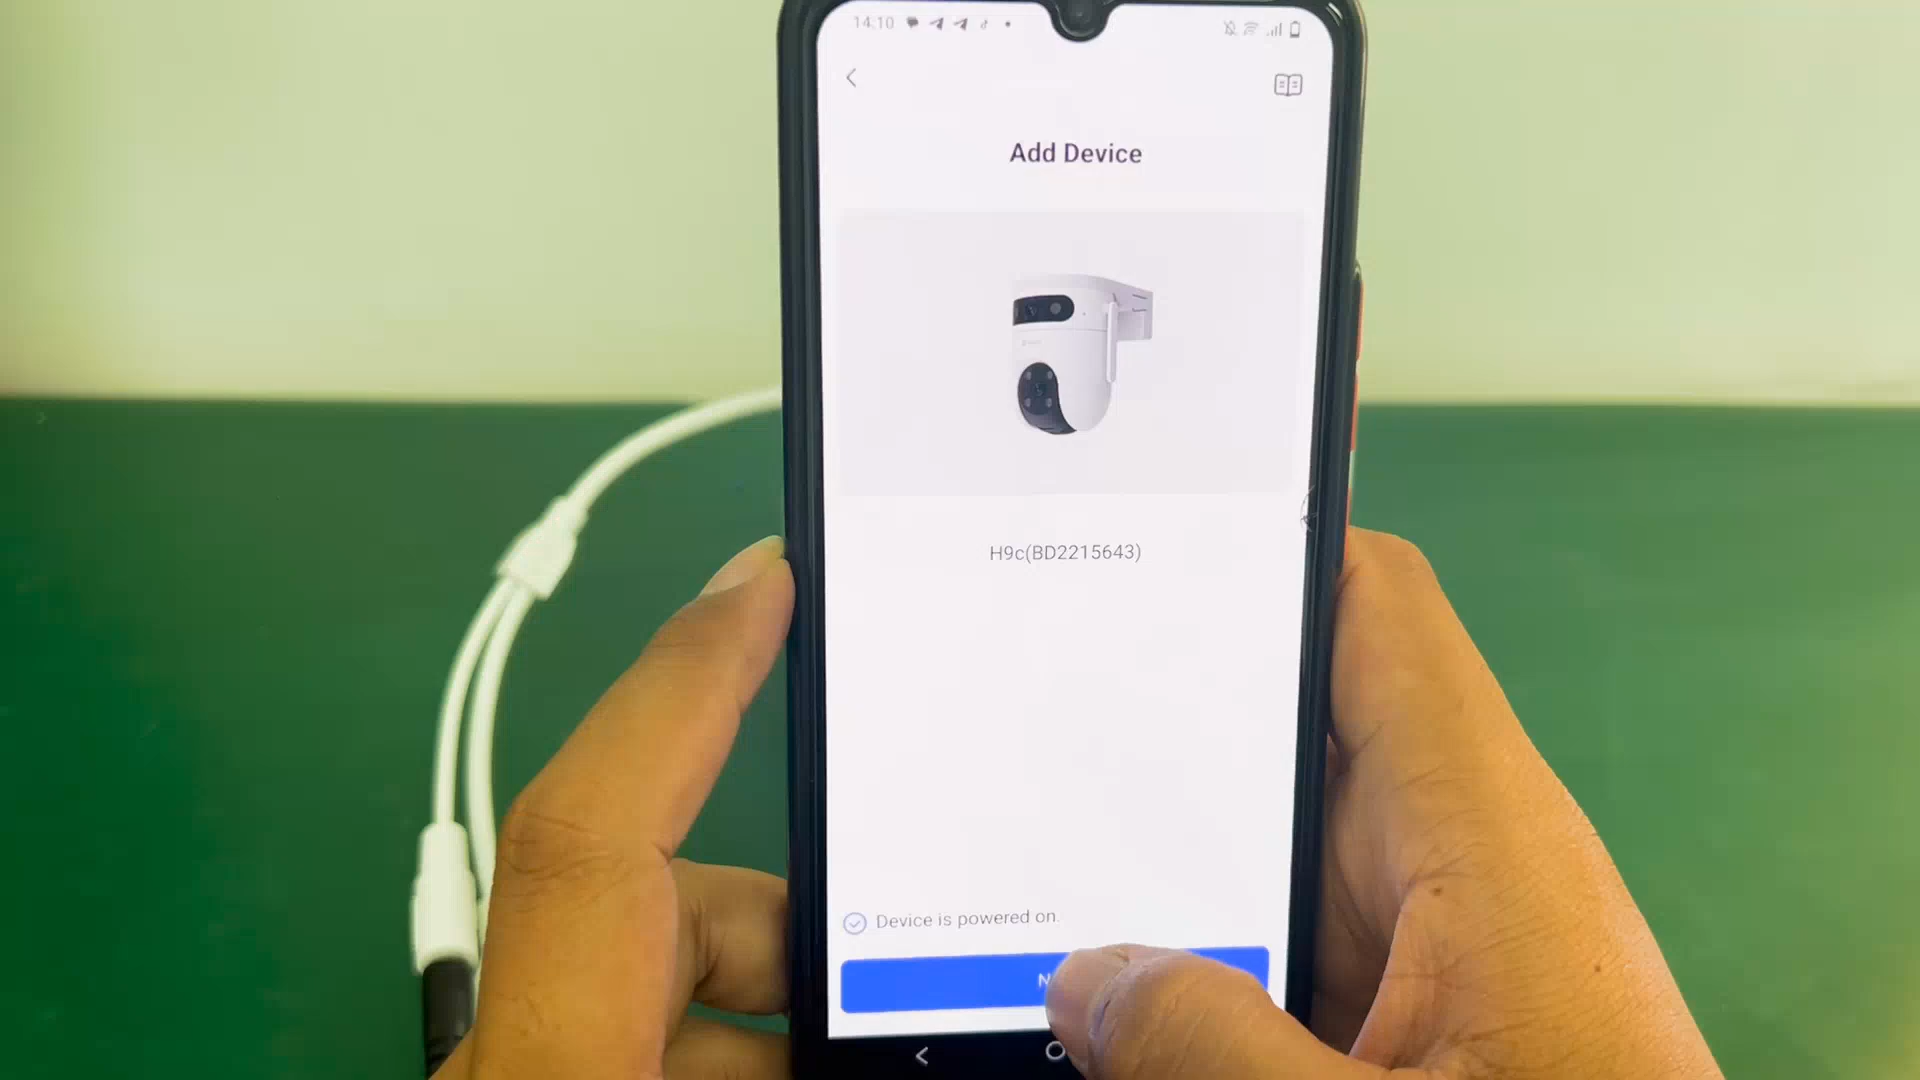 14:10
Add Device
H9c(BD2215643)
Device is powered on.
N